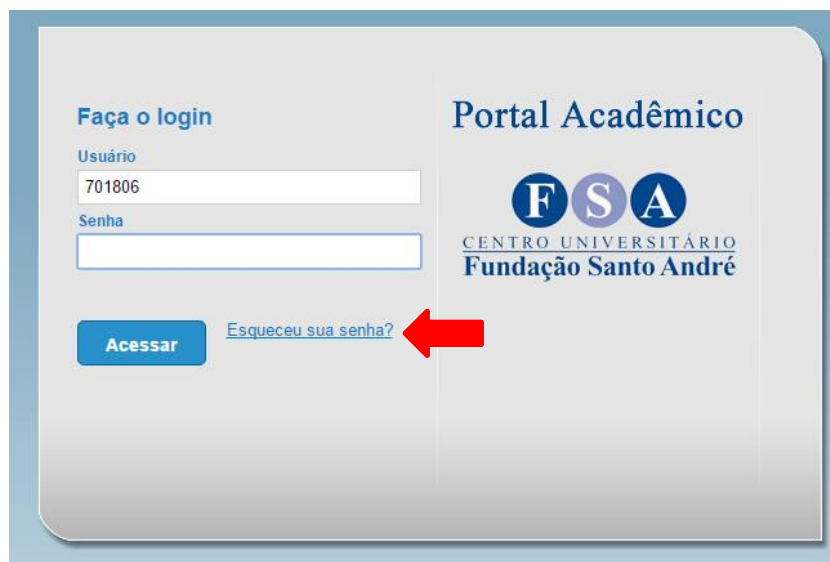 Faça o login
Usuário
701806
Senha
Acessar
Esqueceu sua senha?
Portal Acadêmico
FSA
CENTRO UNIVERSITÁRIO
Fundação Santo André